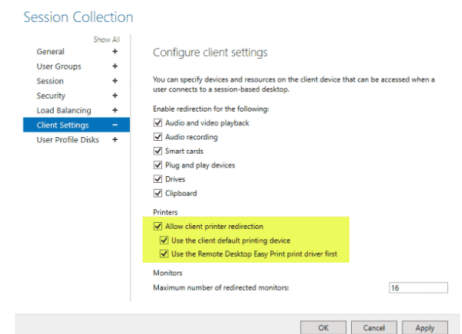 Session Collection
Show All
General +
User Groups +
Session +
Security +
Load Balancing +
Client Settings –
User Profile Disks +
Configure client settings
You can specify devices and resources on the client device that can be accessed when a
user connects to a session-based desktop.
Enable redirection for the following:
Audio and video playback
Audio recording
Smart cards
Plug and play devices
Drives
Clipboard
Printers
Allow client printer redirection
Use the client default printing device
Use the Remote Desktop Easy Print print driver first
Monitors
Maximum number of redirected monitors: 16
OK Cancel Apply